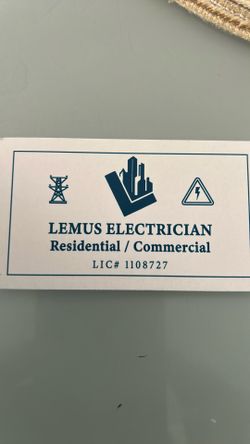 LEMUS ELECTRICIAN
Residential / Commercial
LIC# 1108727